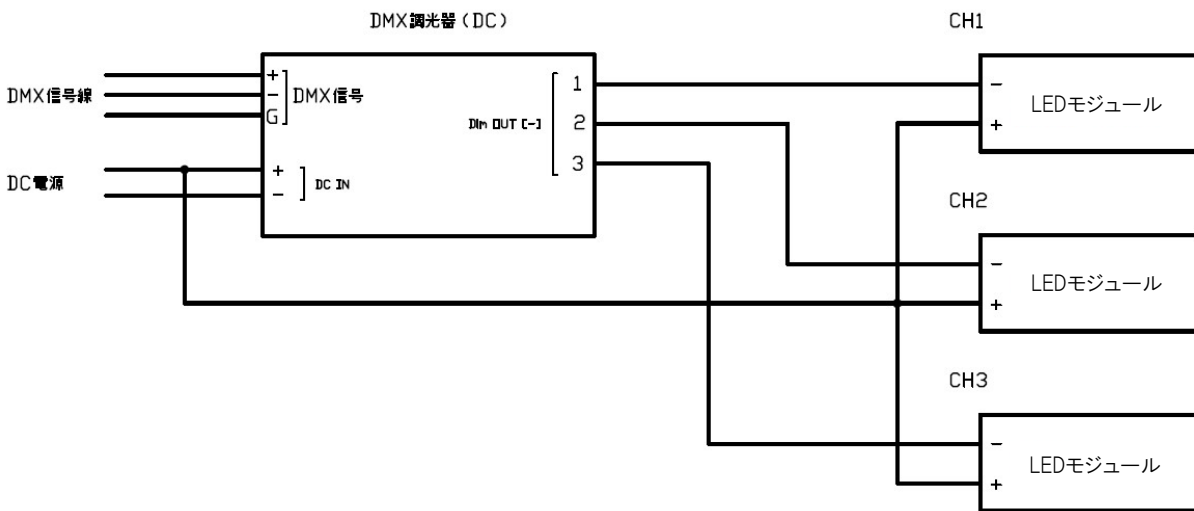 DMX調光器(DC)
CH1
DMX信号線
+
-
G
DMX信号
DC電源
+
-
DC IN
Dim OUT [-]
1
2
3
-
+
LEDモジュール
CH2
-
+
LEDモジュール
CH3
-
+
LEDモジュール